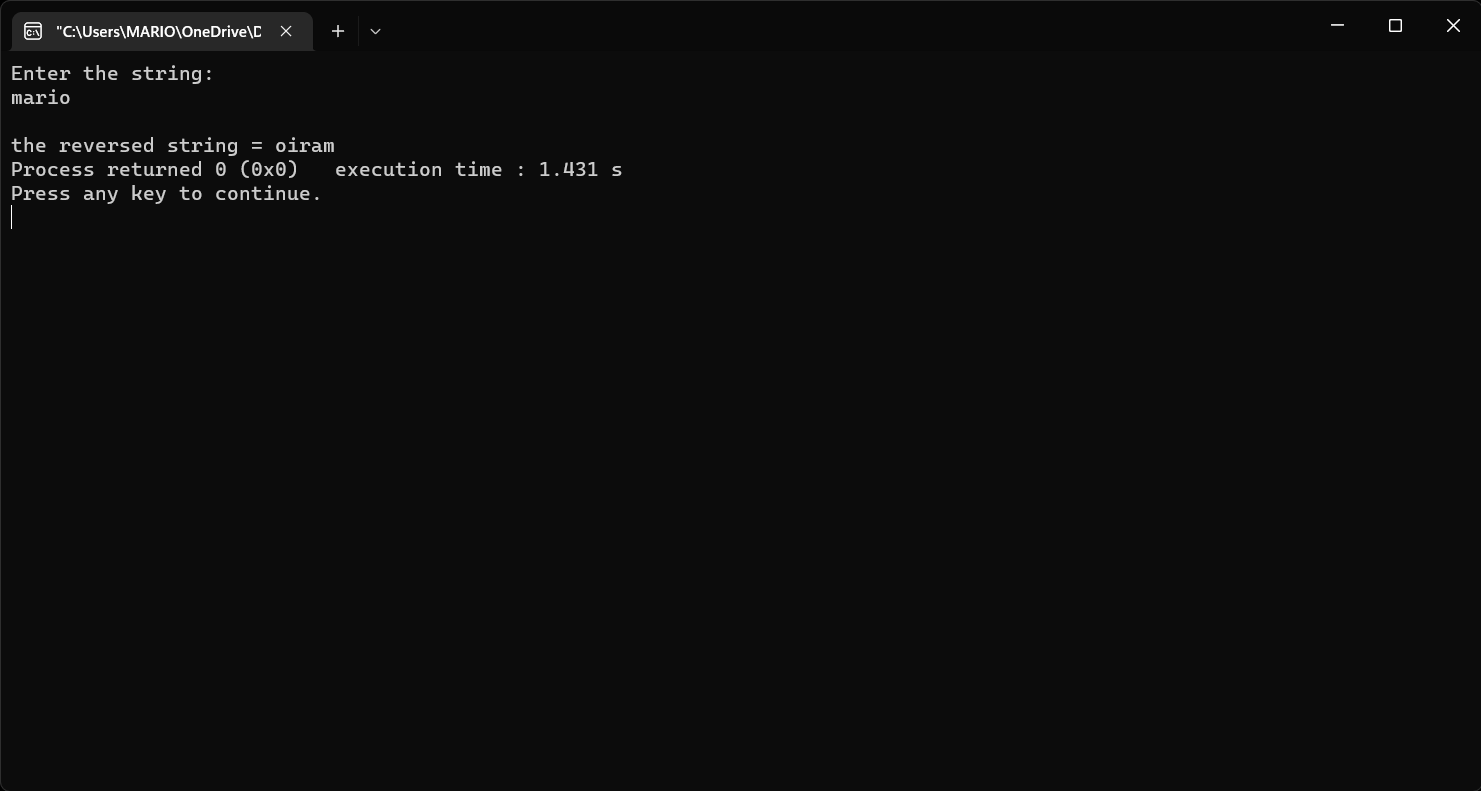 "C:\Users\MARIO\OneDrive\D
Enter the string:
mario
the reversed string = oiram
Process returned 0 (0x0)   execution time : 1.431 s
Press any key to continue.